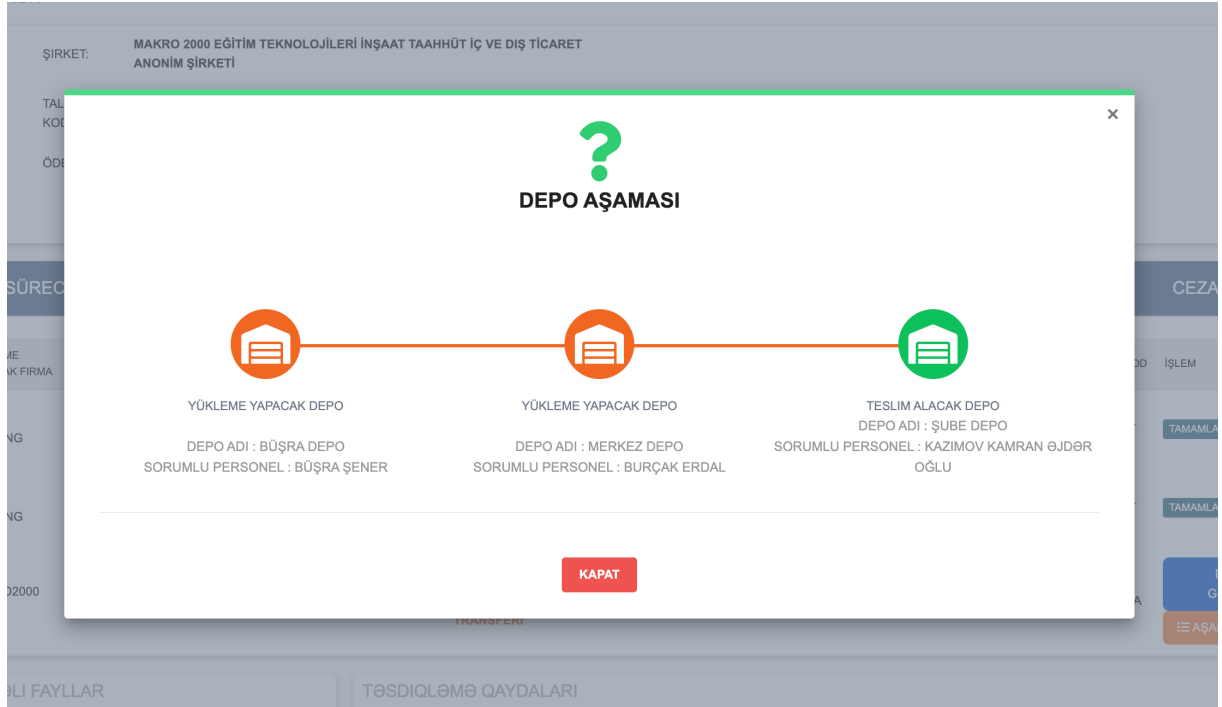 ŞIRKET:
MAKRO 2000 EĞİTİM TEKNOLOJİLERİ İNŞAAT TAAHHÜT İÇ VE DIŞ TİCARET
ANONİM ŞİRKETİ
×
?
DEPO AŞAMASI
CEZA
İŞLEM
YÜKLEME YAPACAK DEPO
DEPO ADI : BÜŞRA DEPO
SORUMLU PERSONEL : BÜŞRA ŞENER
YÜKLEME YAPACAK DEPO
DEPO ADI : MERKEZ DEPO
SORUMLU PERSONEL : BURÇAK ERDAL
TESLIM ALACAK DEPO
DEPO ADI : ŞUBE DEPO
SORUMLU PERSONEL : KAZIMOV KAMRAN ƏJDƏR
OĞLU
AK FIRMA
TAMAMLA
TAMAMLA
KAPAT
TRANSFERİ
FAYLLAR
TƏSDIQLƏMƏ QAYDALARI